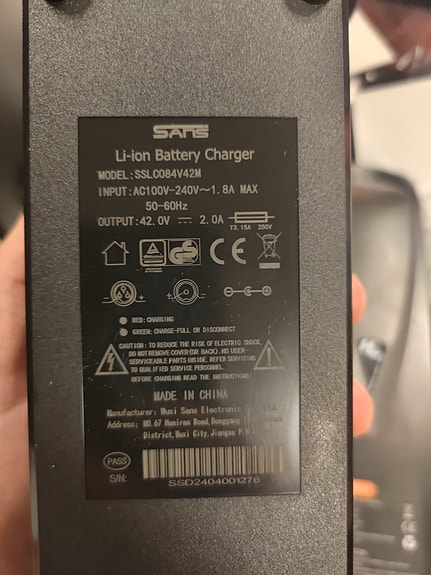 SANS
Li-ion Battery Charger
MODEL: SSLC084V42M
INPUT: AC100V-240V～1.8A MAX
50-60Hz
OUTPUT: 42.0V ⎓ 2.0A
T3.15A 250V
CE
RED: CHARGING
GREEN: CHARGE-FULL OR DISCONNECT
CAUTION: TO REDUCE THE RISK OF ELECTRIC SHOCK,
DO NOT REMOVE COVER (OR BACK). NO USER-
SERVICEABLE PARTS INSIDE. REFER SERVICING
TO QUALIFIED SERVICE PERSONNEL.
BEFORE CHARGING READ THE INSTRUCTIONS
MADE IN CHINA
Manufacturer: Wuxi Sans Electronic
Address: NO.67 Huairen Road, Donggang
District, Wuxi City, Jiangsu P.R.
PASS
S/N:
SSD2404001276